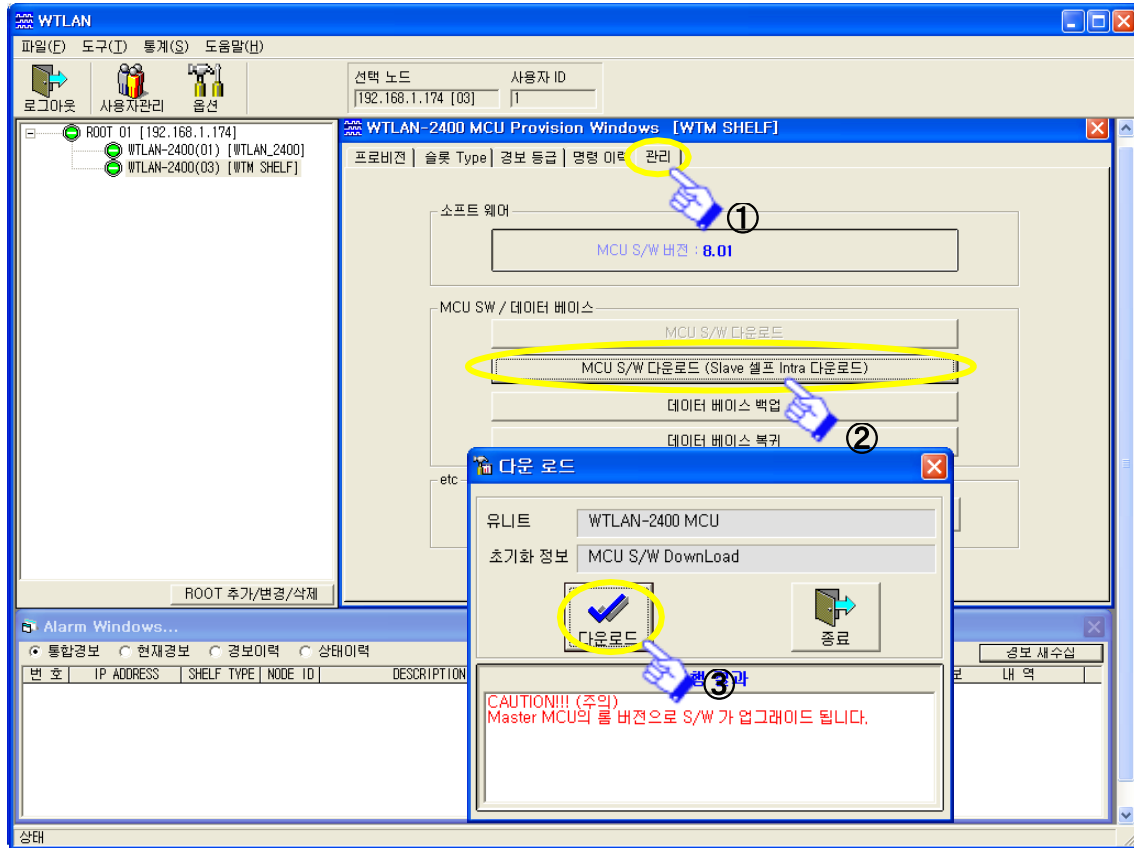 WTLAN
파일(F) 도구(T) 통계(S) 도움말(H)
로그아웃 사용자관리 옵션
선택 노드 사용자 ID
192.168.1.174 [03] 1
ROOT 01 [192.168.1.174]
WTLAN-2400(01) [WTLAN_2400]
WTLAN-2400(03) [WTM SHELF]
ROOT 추가/변경/삭제
WTLAN-2400 MCU Provision Windows [WTM SHELF]
프로비젼 슬롯 Type 경보 등급 명령 이력 관리
①
소프트 웨어
MCU S/W 버젼 : 8.01
MCU SW / 데이터 베이스
MCU S/W 다운로드
MCU S/W 다운로드 (Slave 셀프 Intra 다운로드)
데이터 베이스 백업
②
데이터 베이스 복귀
etc
다운 로드
유니트 WTLAN-2400 MCU
초기화 정보 MCU S/W DownLoad
다운로드 종료
③
행 과
CAUTION!!! (주의)
Master MCU의 롬 버젼으로 S/W 가 업그레이드 됩니다.
Alarm Windows...
통합경보 현재경보 경보이력 상태이력 경보 재수집
번 호 IP ADDRESS SHELF TYPE NODE ID DESCRIPTION 보 내 역
상태